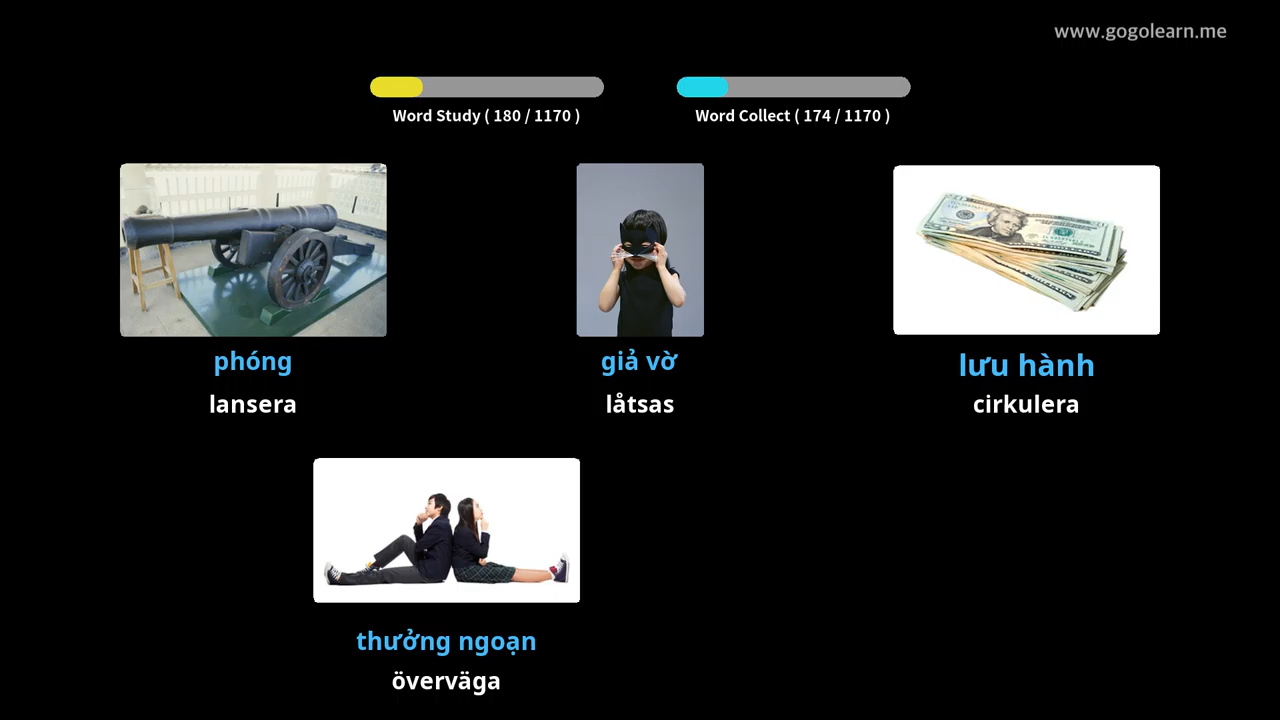 www.gogolearn.me
Word Study ( 180 / 1170 )
Word Collect ( 174 / 1170 )
phóng
lansera
giả vờ
låtsas
lưu hành
cirkulera
thưởng ngoạn
överväga